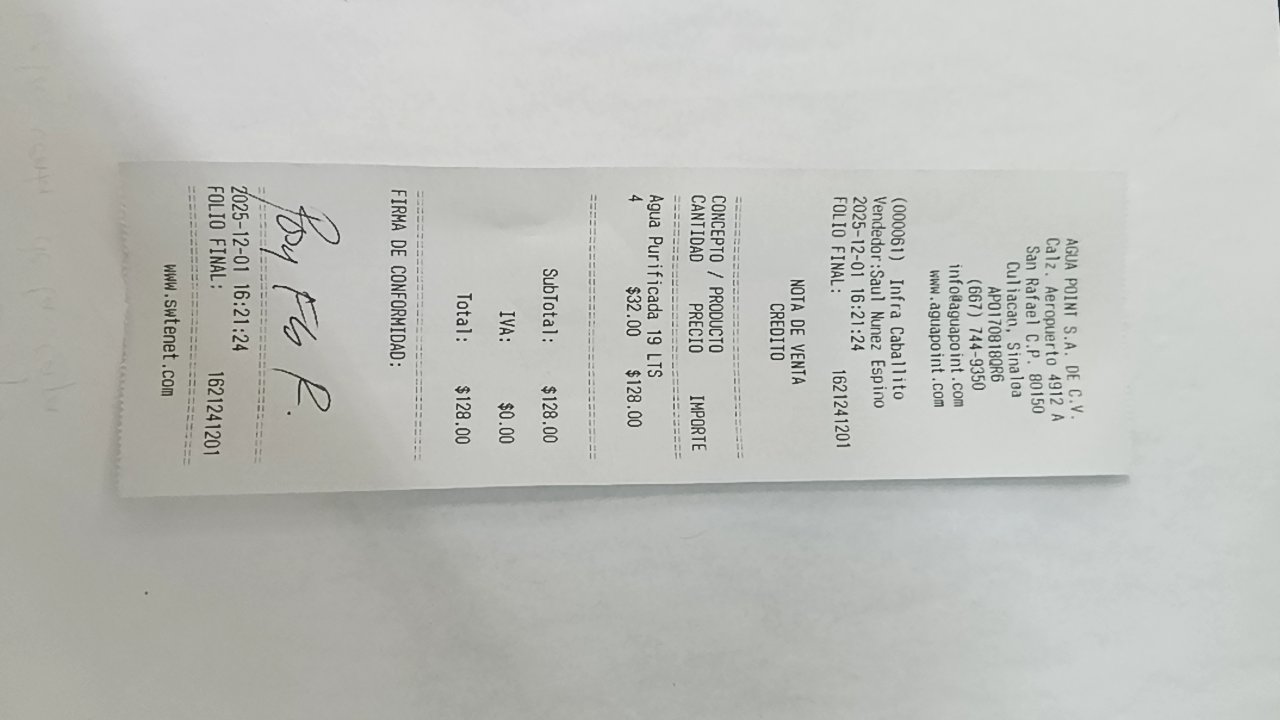 AGUA POINT S.A. DE C.V.
Calz. Aeropuerto 4912 A
San Rafael C.P. 80150
Culiacan, Sinaloa
APO170818QR6
(667) 744-9350
info@aguapoint.com
www.aguapoint.com
(000061) Infra Caballito
Vendedor:Saul Nunez Espino
2025-12-01 16:21:24
FOLIO FINAL: 1621241201
NOTA DE VENTA
CREDITO
CONCEPTO / PRODUCTO
CANTIDAD PRECIO IMPORTE
Agua Purificada 19 LTS
4 $32.00 $128.00
SubTotal: $128.00
IVA: $0.00
Total: $128.00
FIRMA DE CONFORMIDAD:
2025-12-01 16:21:24
FOLIO FINAL: 1621241201
www.swtenet.com